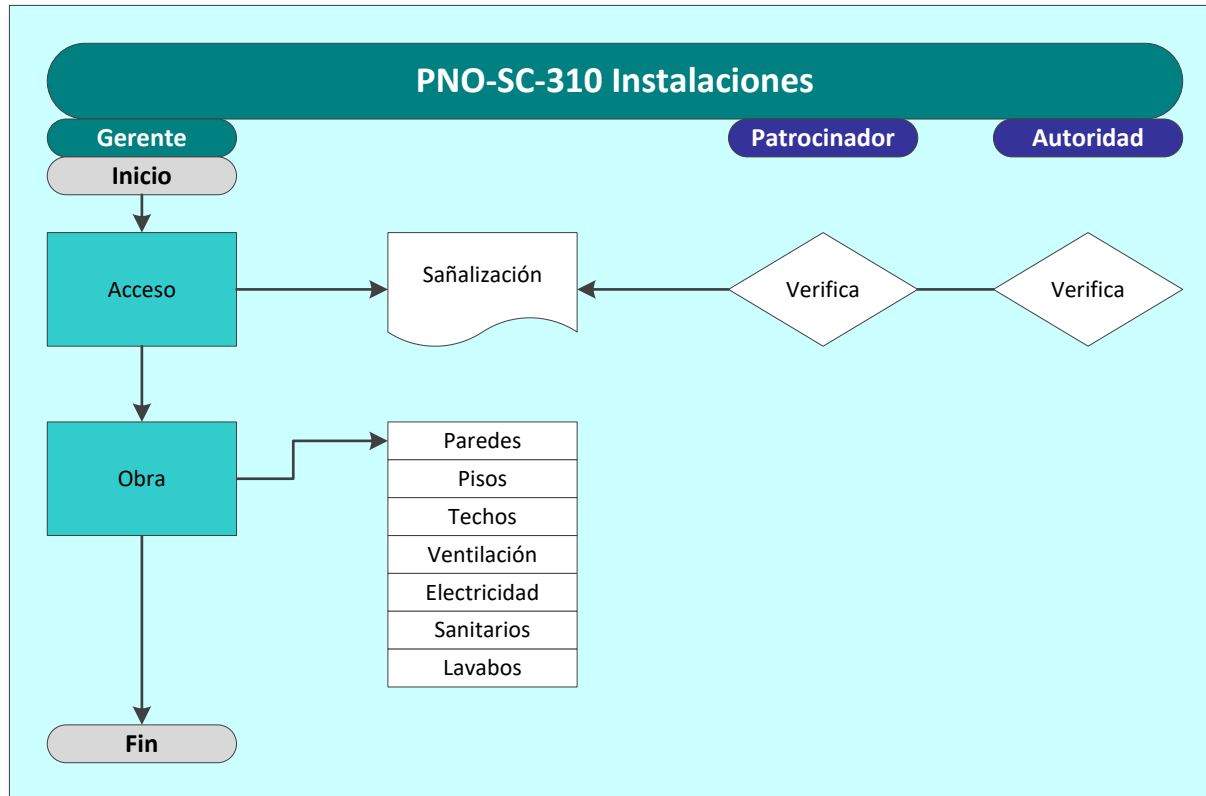 PNO-SC-310 Instalaciones
Gerente
Patrocinador
Autoridad
Inicio
Acceso
Sañalización
Verifica
Verifica
Obra
Paredes
Pisos
Techos
Ventilación
Electricidad
Sanitarios
Lavabos
Fin